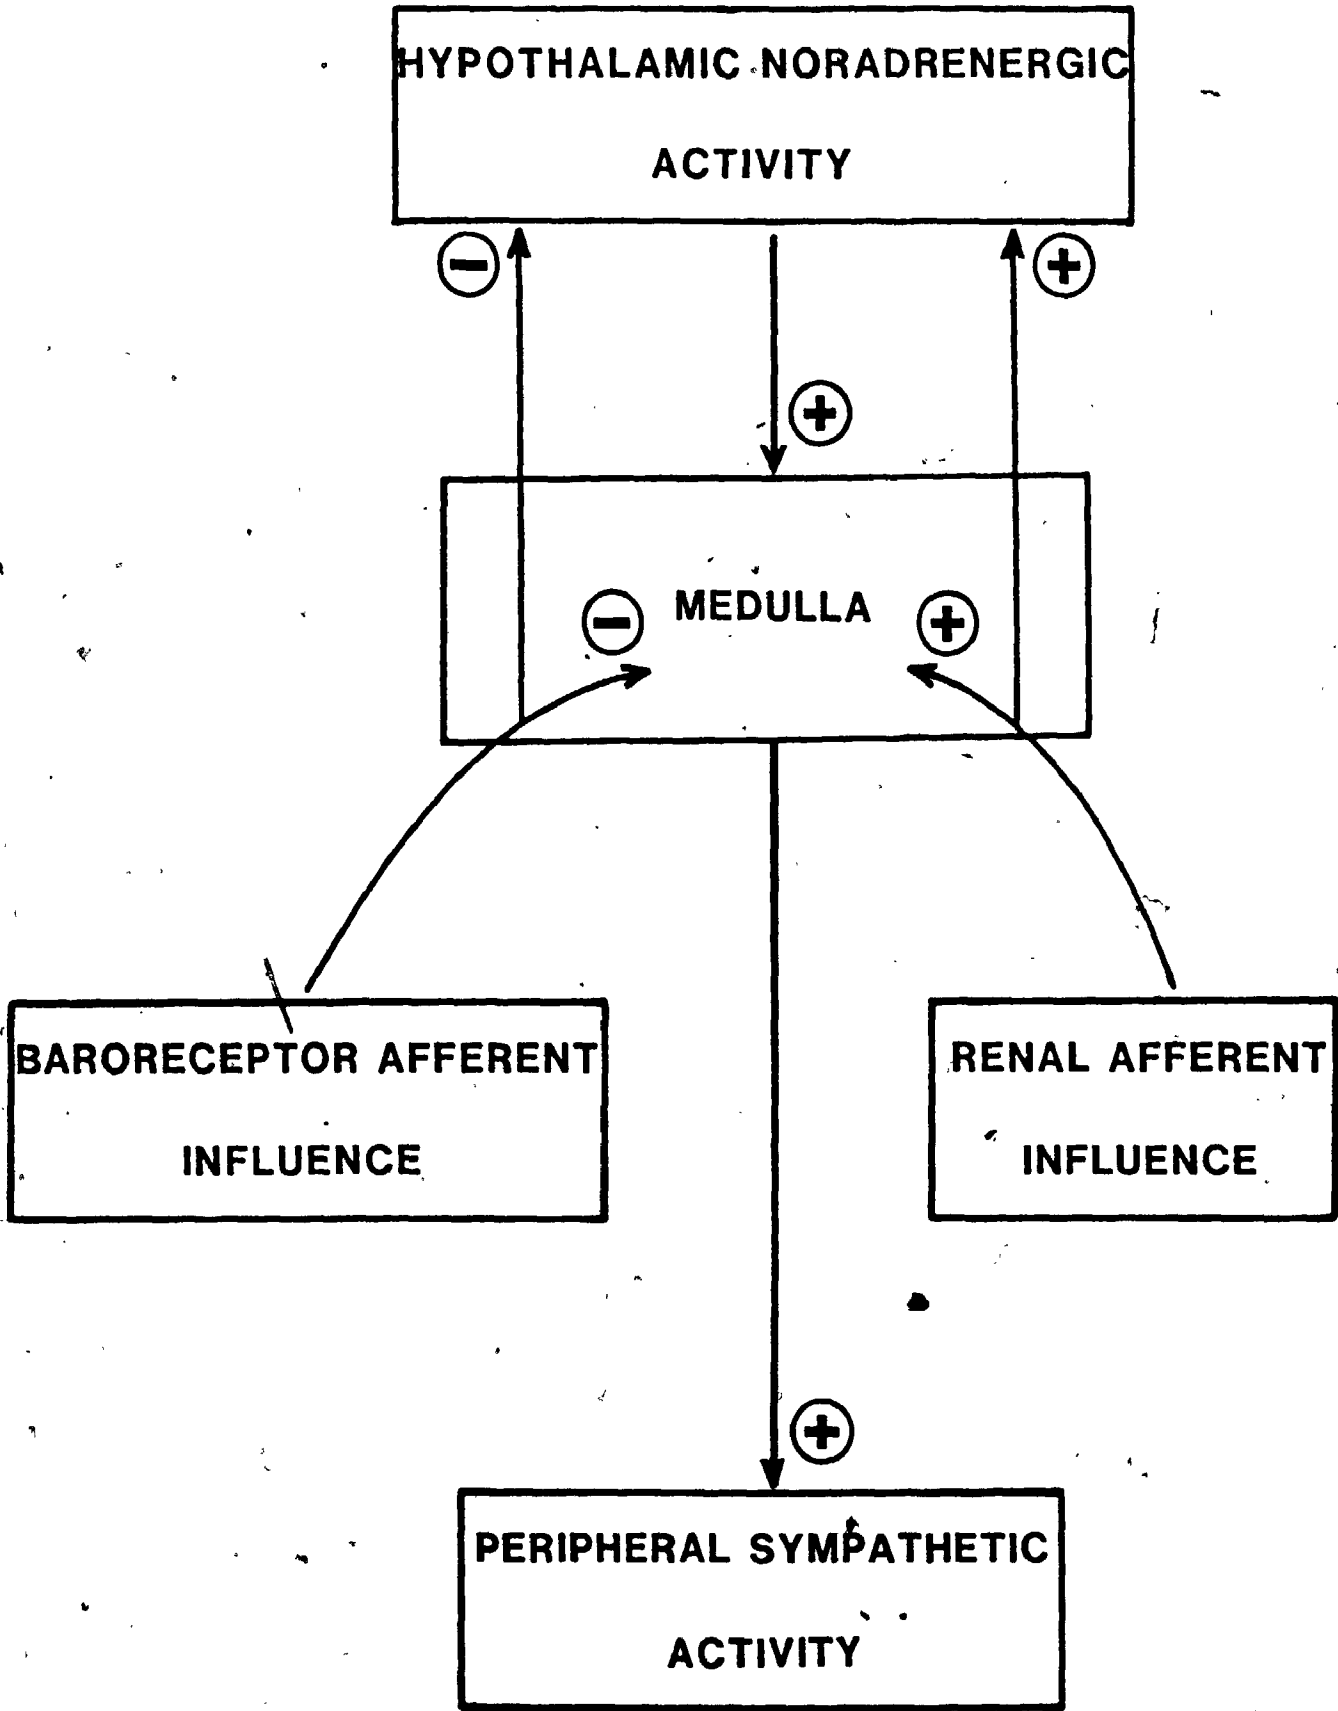 HYPOTHALAMIC NORADRENERGIC
ACTIVITY
−
+
+
− MEDULLA +
BARORECEPTOR AFFERENT
INFLUENCE
RENAL AFFERENT
INFLUENCE
+
PERIPHERAL SYMPATHETIC
ACTIVITY